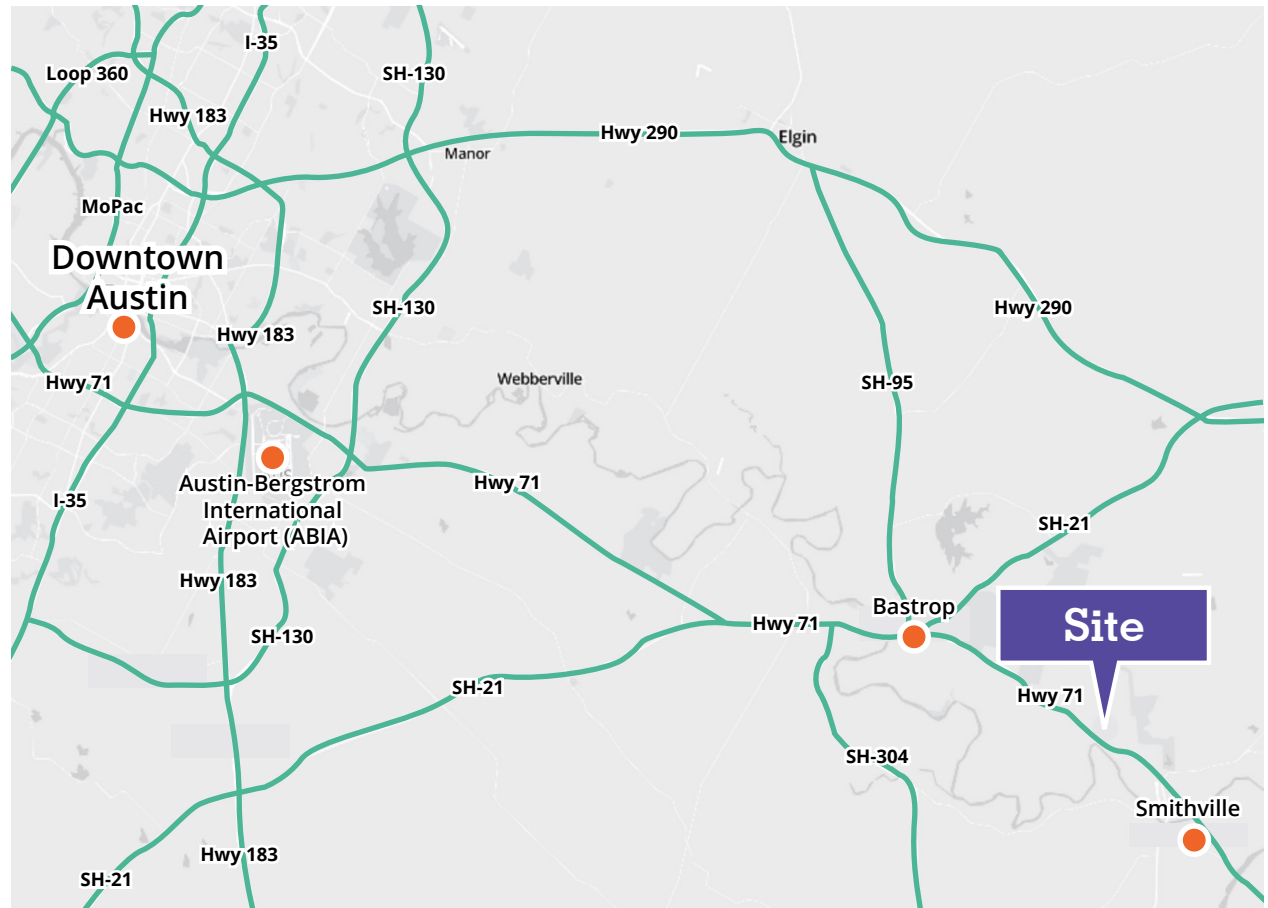 I-35
Loop 360
SH-130
Hwy 183
Hwy 290
Elgin
Manor
MoPac
Downtown
Austin
SH-130
Hwy 290
Hwy 183
Webberville
Hwy 71
SH-95
Austin-Bergstrom
International
Airport (ABIA)
Hwy 71
I-35
SH-21
Hwy 183
Bastrop
Hwy 71
Site
SH-130
SH-21
Hwy 71
SH-304
Smithville
Hwy 183
SH-21